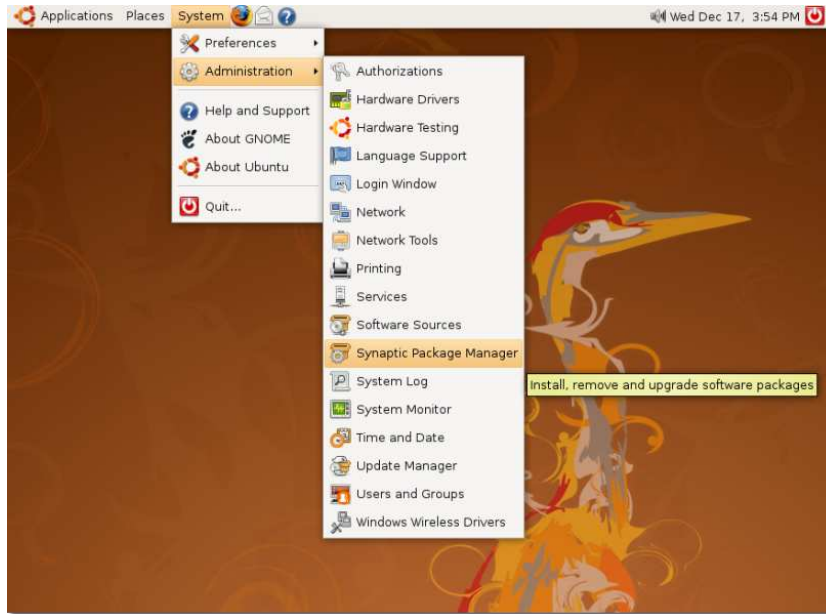 Applications Places System Wed Dec 17, 3:54 PM
Preferences
Administration
Help and Support
About GNOME
About Ubuntu
Quit...
Authorizations
Hardware Drivers
Hardware Testing
Language Support
Login Window
Network
Network Tools
Printing
Services
Software Sources
Synaptic Package Manager
Install, remove and upgrade software packages
System Log
System Monitor
Time and Date
Update Manager
Users and Groups
Windows Wireless Drivers